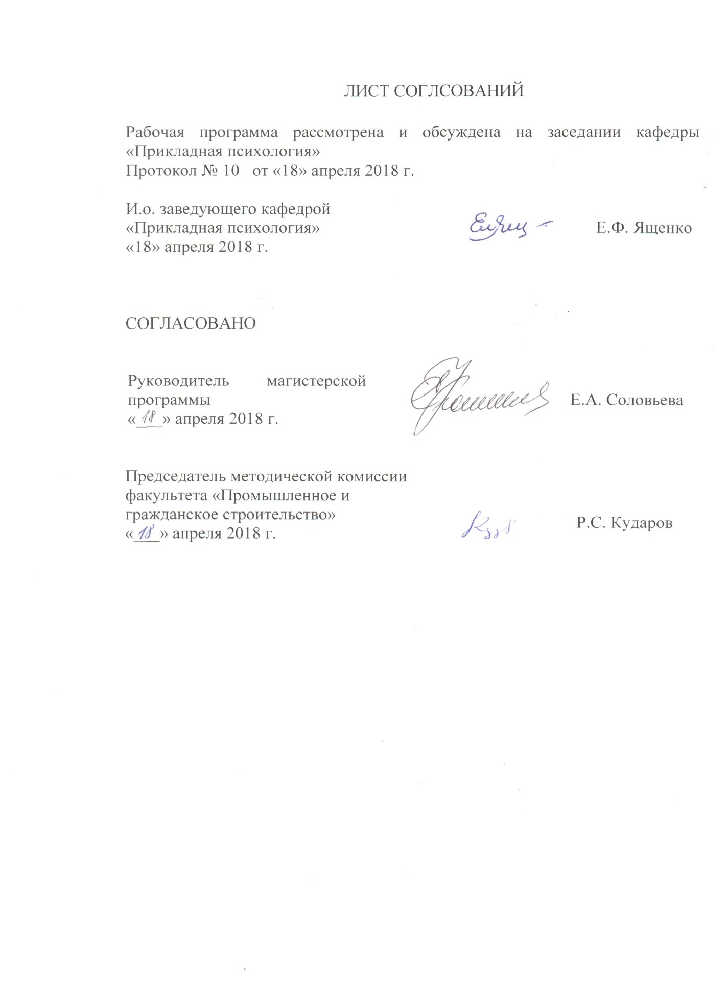 ЛИСТ СОГЛСОВАНИЙ
Рабочая программа рассмотрена и обсуждена на заседании кафедры
«Прикладная психология»
Протокол № 10 от «18» апреля 2018 г.
И.о. заведующего кафедрой
«Прикладная психология» Е.Ф. Ященко
«18» апреля 2018 г.
СОГЛАСОВАНО
Руководитель магистерской
программы Е.А. Соловьева
«18» апреля 2018 г.
Председатель методической комиссии
факультета «Промышленное и
гражданское строительство»
Р.С. Кударов
«18» апреля 2018 г.